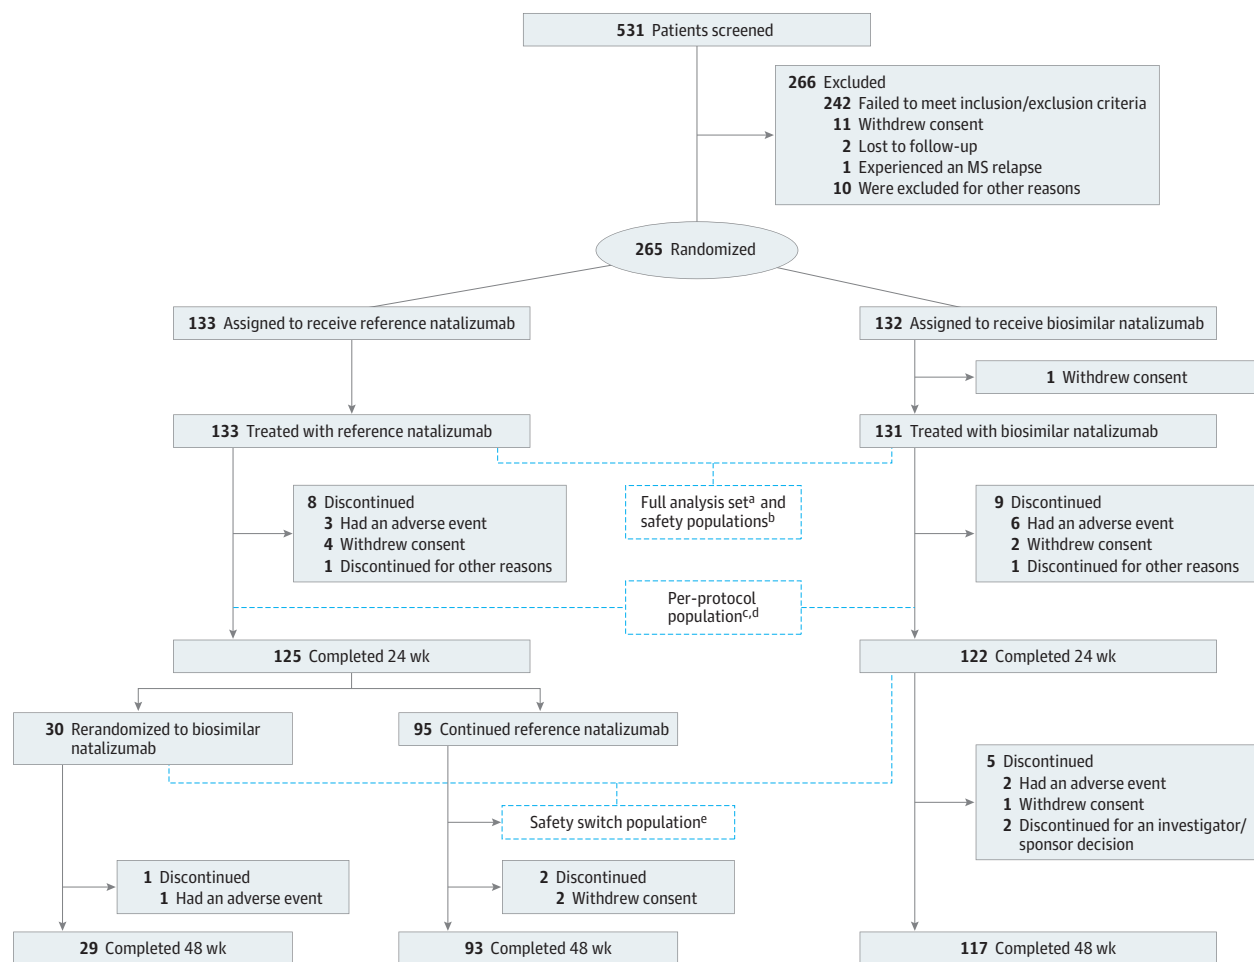 531 Patients screened
266 Excluded
242 Failed to meet inclusion/exclusion criteria
11 Withdrew consent
2 Lost to follow-up
1 Experienced an MS relapse
10 Were excluded for other reasons
265 Randomized
133 Assigned to receive reference natalizumab
132 Assigned to receive biosimilar natalizumab
1 Withdrew consent
133 Treated with reference natalizumab
131 Treated with biosimilar natalizumab
8 Discontinued
3 Had an adverse event
4 Withdrew consent
1 Discontinued for other reasons
Full analysis setᵃ and
safety populationsᵇ
9 Discontinued
6 Had an adverse event
2 Withdrew consent
1 Discontinued for other reasons
Per-protocol
populationᶜ,ᵈ
125 Completed 24 wk
122 Completed 24 wk
30 Rerandomized to biosimilar
natalizumab
95 Continued reference natalizumab
5 Discontinued
2 Had an adverse event
1 Withdrew consent
2 Discontinued for an investigator/
sponsor decision
Safety switch populationᵉ
1 Discontinued
1 Had an adverse event
2 Discontinued
2 Withdrew consent
29 Completed 48 wk
93 Completed 48 wk
117 Completed 48 wk